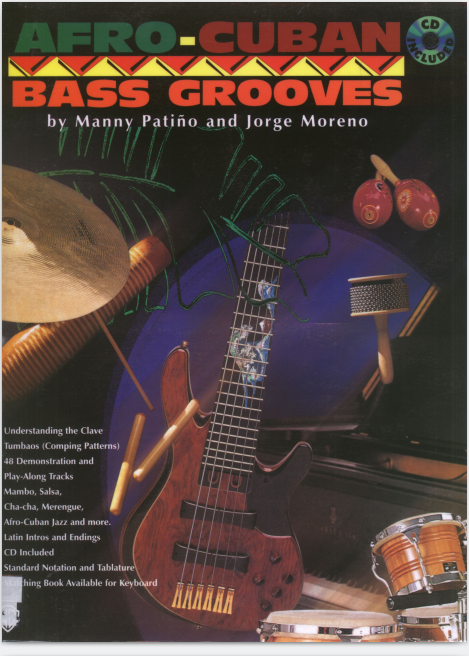 AFRO-CUBAN
BASS GROOVES
by Manny Patiño and Jorge Moreno
CD
INCLUDED
Understanding the Clave
Tumbaos (Comping Patterns)
48 Demonstration and
Play-Along Tracks
Mambo, Salsa,
Cha-cha, Merengue,
Afro-Cuban Jazz and more.
Latin Intros and Endings
CD Included
Standard Notation and Tablature
Matching Book Available for Keyboard